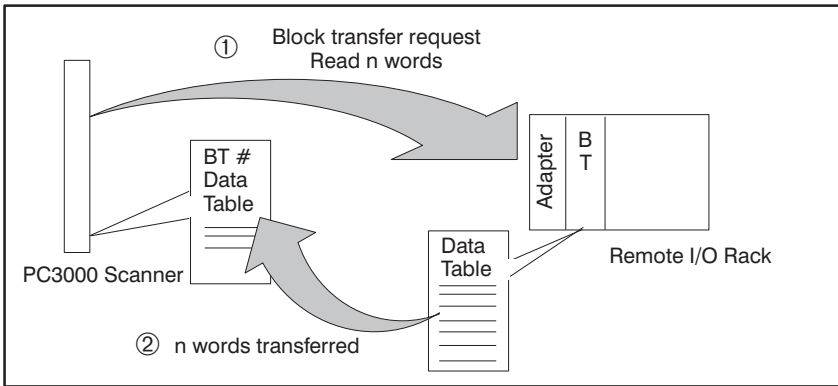 ① Block transfer request
Read n words
BT #
Data
Table
PC3000 Scanner
Adapter
B
T
Remote I/O Rack
Data
Table
② n words transferred